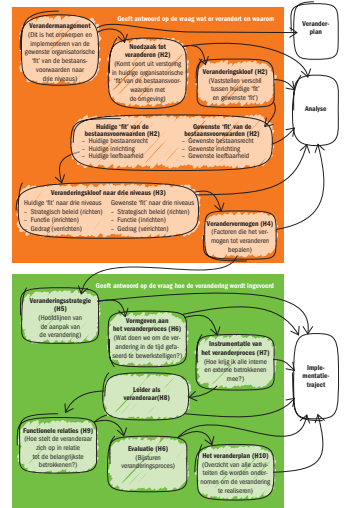 Geeft antwoord op de vraag wat er verandert en waarom
Verandermanagement
(Dit is het ontwerpen en
implementeren van de
gewenste organisatorische
'fit' van de bestaans-
voorwaarden naar
drie niveaus)
Verander-
plan
Noodzaak tot
veranderen (H2)
(Komt voort uit verstoring
in huidige organisatorische
'fit' van de bestaansvoor-
waarden met
de omgeving)
Veranderingskloof (H2)
(Vaststellen verschil
tussen huidige 'fit'
en gewenste 'fit')
Analyse
Huidige 'fit' van de
bestaansvoorwaarden (H2)
– Huidige bestaansrecht
– Huidige inrichting
– Huidige leefbaarheid
Gewenste 'fit' van de
bestaansvoorwaarden (H2)
– Gewenste bestaansrecht
– Gewenste inrichting
– Gewenste leefbaarheid
Veranderingskloof naar drie niveaus (H3)
Huidige 'fit' naar drie niveaus
– Strategisch beleid (richten)
– Functie (inrichten)
– Gedrag (verrichten)
Gewenste 'fit' naar drie niveaus
– Strategisch beleid (richten)
– Functie (inrichten)
– Gedrag (verrichten)
Verandervermogen (H4)
(Factoren die het ver-
mogen tot veranderen
bepalen)
Geeft antwoord op de vraag hoe de verandering wordt ingevoerd
Veranderingsstrategie
(H5)
(Hoofdlijnen van
de aanpak van
de verandering)
Vormgeven aan
het veranderproces (H6)
(Wat doen we om de ver-
andering in de tijd gefa-
seerd te bewerkstelligen?)
Instrumentatie van
het veranderproces (H7)
(Hoe krijg ik alle interne
en externe betrokkenen
mee?)
Imple-
mentatie-
traject
Leider als
veranderaar(H8)
Functionele relaties (H9)
(Hoe stelt de veranderaar
zich op in relatie
tot de belangrijkste
betrokkenen?)
Evaluatie (H6)
(Bijsturen
veranderingsproces)
Het veranderplan (H10)
(Overzicht van alle activi-
teiten die worden onder-
nomen om de verandering
te realiseren)